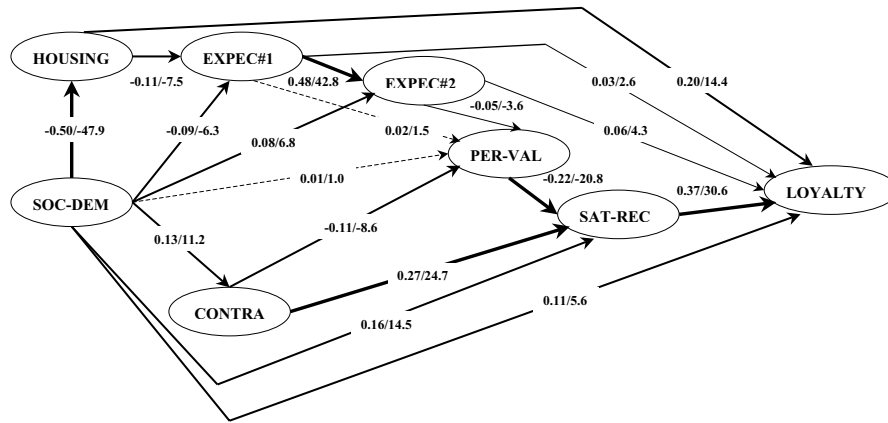 HOUSING
EXPEC#1
-0.11/-7.5
0.48/42.8
EXPEC#2
0.03/2.6
0.20/14.4
-0.50/-47.9
-0.09/-6.3
0.08/6.8
0.02/1.5
-0.05/-3.6
0.06/4.3
PER-VAL
0.01/1.0
-0.22/-20.8
SOC-DEM
0.37/30.6
LOYALTY
SAT-REC
0.13/11.2
-0.11/-8.6
0.27/24.7
CONTRA
0.11/5.6
0.16/14.5